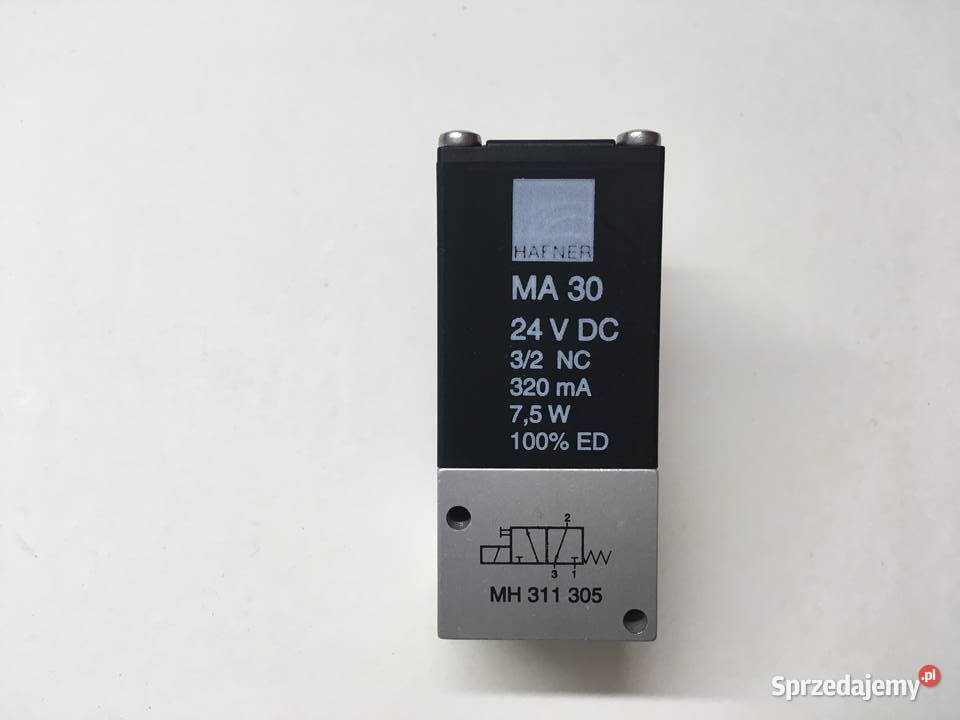 HAFNER
MA 30
24 V DC
3/2 NC
320 mA
7,5 W
100% ED
2
3 1
MH 311 305
Sprzedajemy.pl